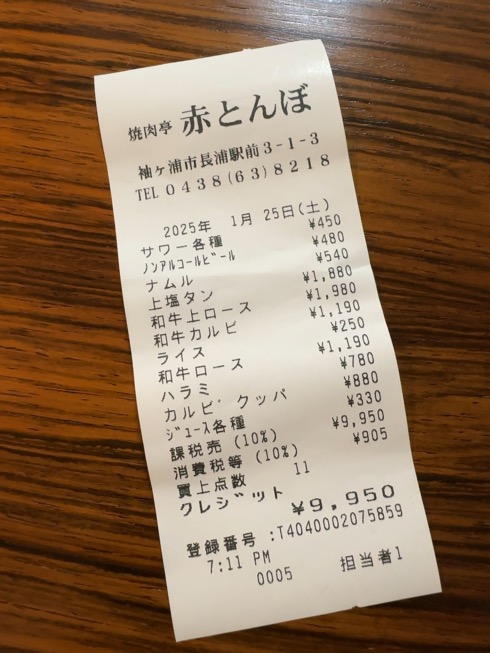 焼肉亭 赤とんぼ
袖ヶ浦市長浦駅前3-1-3
TEL 0438(63)8218
2025年 1月25日(土)
サワー各種 ¥450
ﾉﾝｱﾙｺｰﾙﾋﾞｰﾙ ¥480
ナムル ¥540
上塩タン ¥1,880
和牛上ロース ¥1,980
和牛カルビ ¥1,190
ライス ¥250
和牛ロース ¥1,190
ハラミ ¥780
カルビ・クッパ ¥880
ｼﾞｭｰｽ各種 ¥330
課税売(10%) ¥9,950
消費税等(10%) ¥905
買上点数 11
クレジット ¥9,950
登録番号:T4040002075859
7:11 PM 担当者1
0005